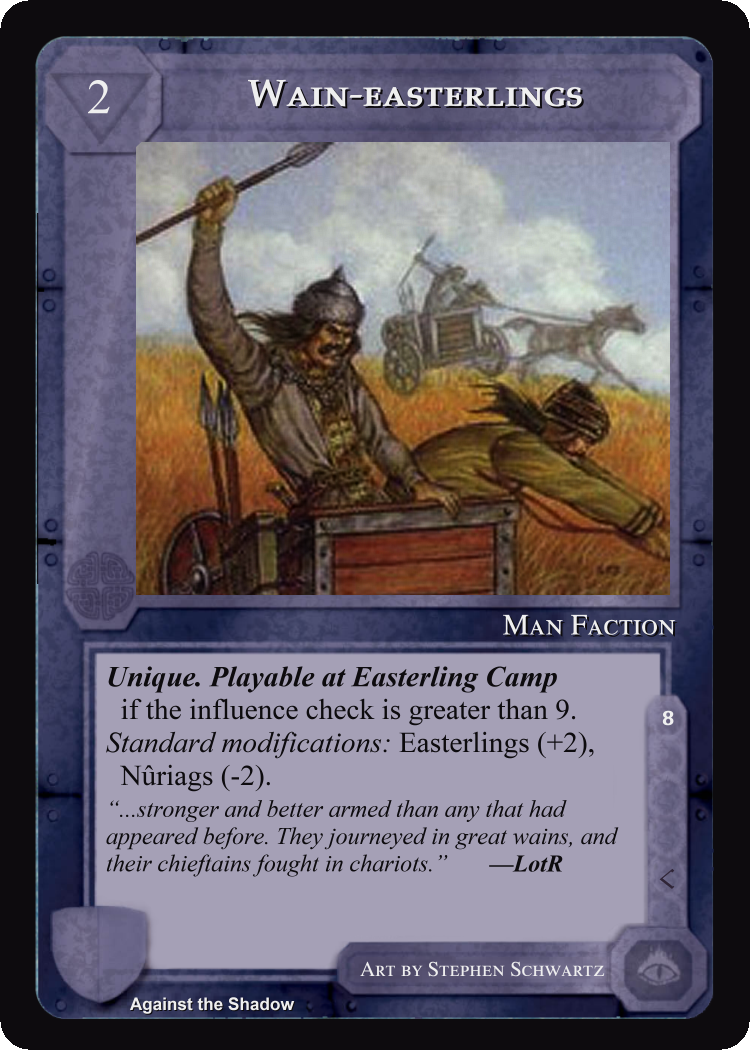 2
WAIN-EASTERLINGS
MAN FACTION
Unique. Playable at Easterling Camp
if the influence check is greater than 9.
Standard modifications: Easterlings (+2),
Nûriags (-2).
“...stronger and better armed than any that had
appeared before. They journeyed in great wains, and
their chieftains fought in chariots.” —LotR
8
ART BY STEPHEN SCHWARTZ
Against the Shadow